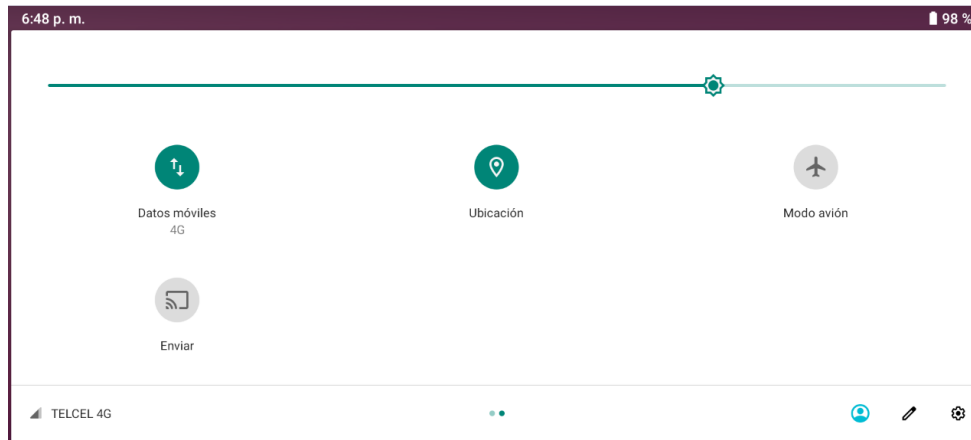 6:48 p. m. 98 %
Datos móviles
4G
Ubicación
Modo avión
Enviar
TELCEL 4G